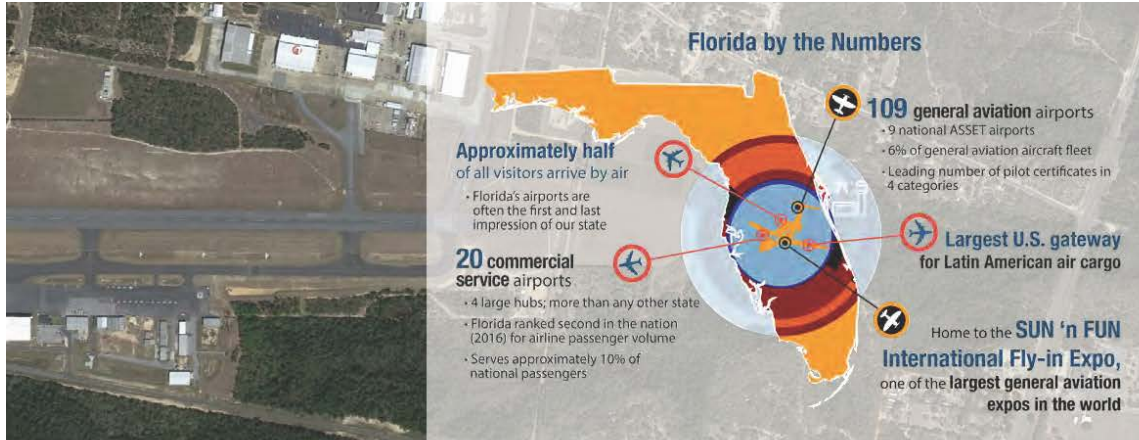 Florida by the Numbers
109 general aviation airports
• 9 national ASSET airports
• 6% of general aviation aircraft fleet
• Leading number of pilot certificates in
4 categories
Approximately half
of all visitors arrive by air
• Florida's airports are
often the first and last
impression of our state
20 commercial
service airports
• 4 large hubs; more than any other state
• Florida ranked second in the nation
(2016) for airline passenger volume
• Serves approximately 10% of
national passengers
Largest U.S. gateway
for Latin American air cargo
Home to the SUN 'n FUN
International Fly-in Expo,
one of the largest general aviation
expos in the world